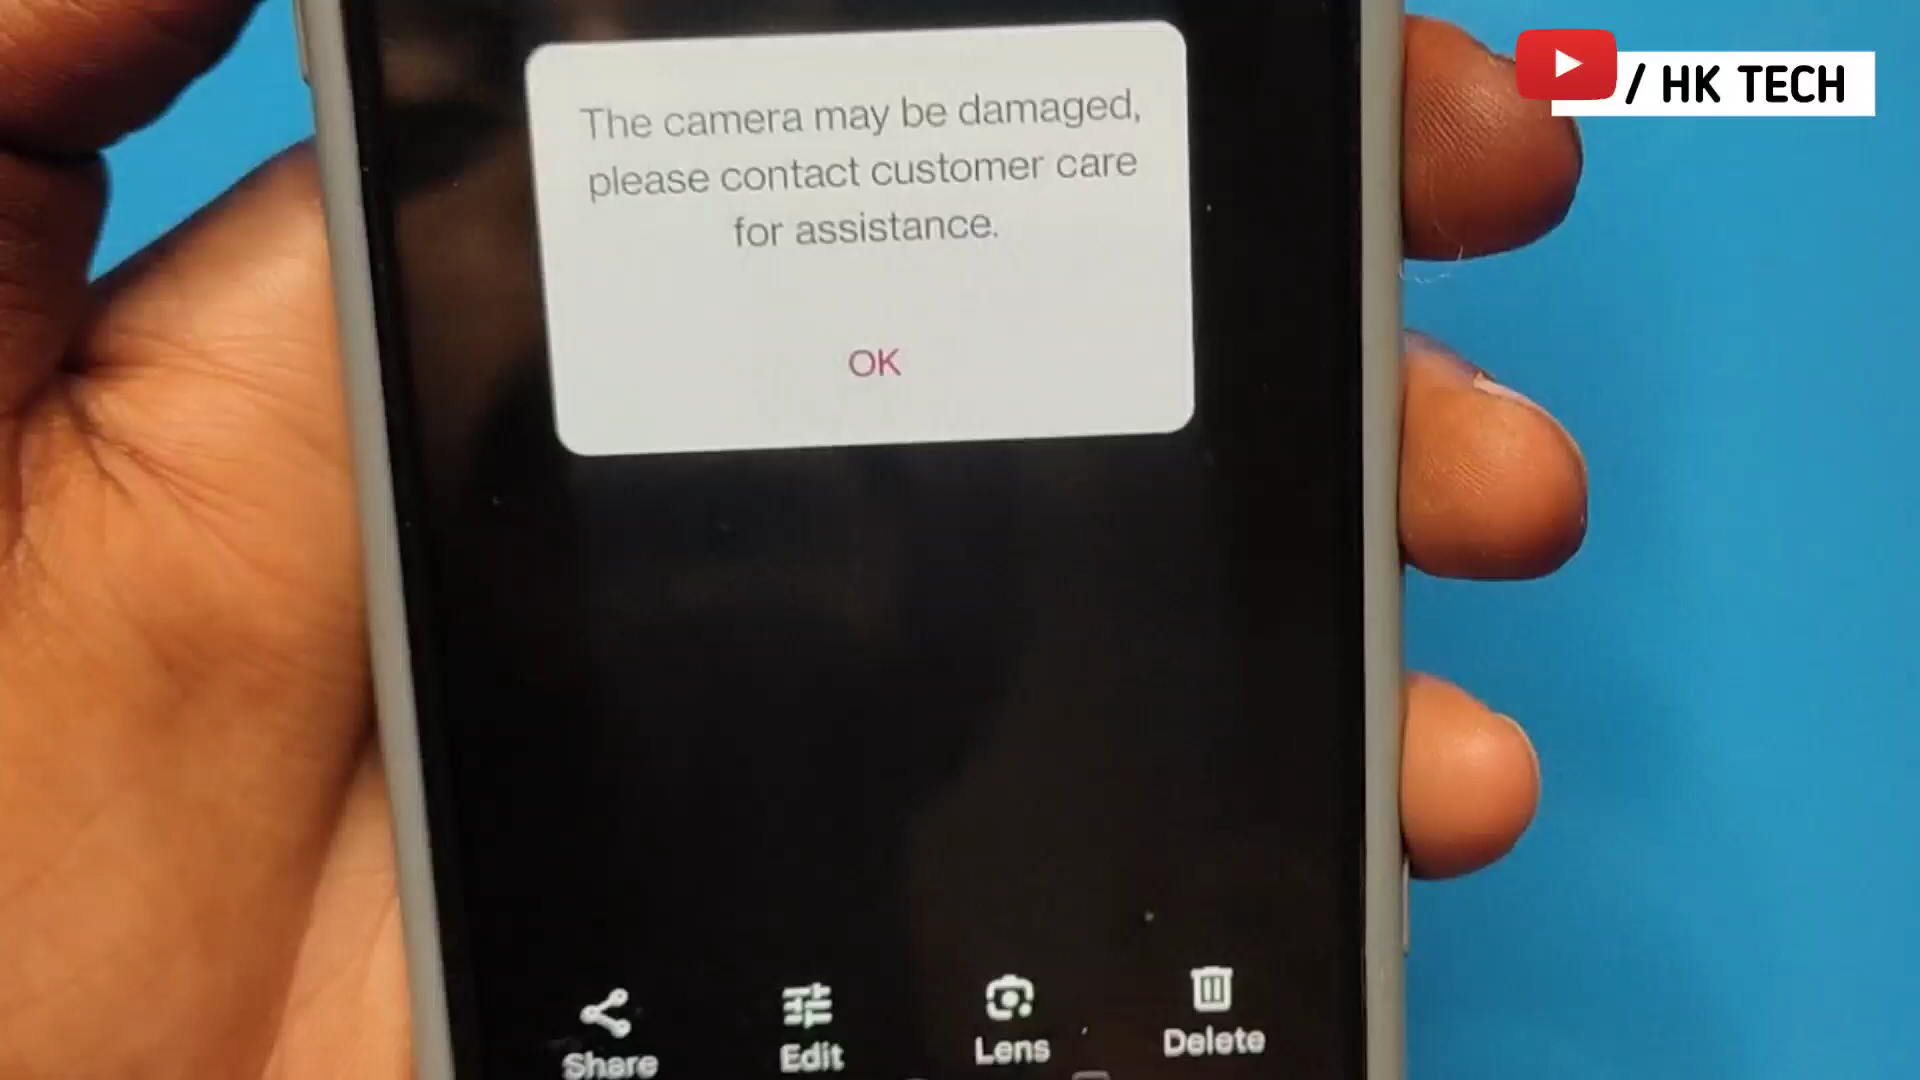 / HK TECH
The camera may be damaged,
please contact customer care
for assistance.
OK
Share
Edit
Lens
Delete